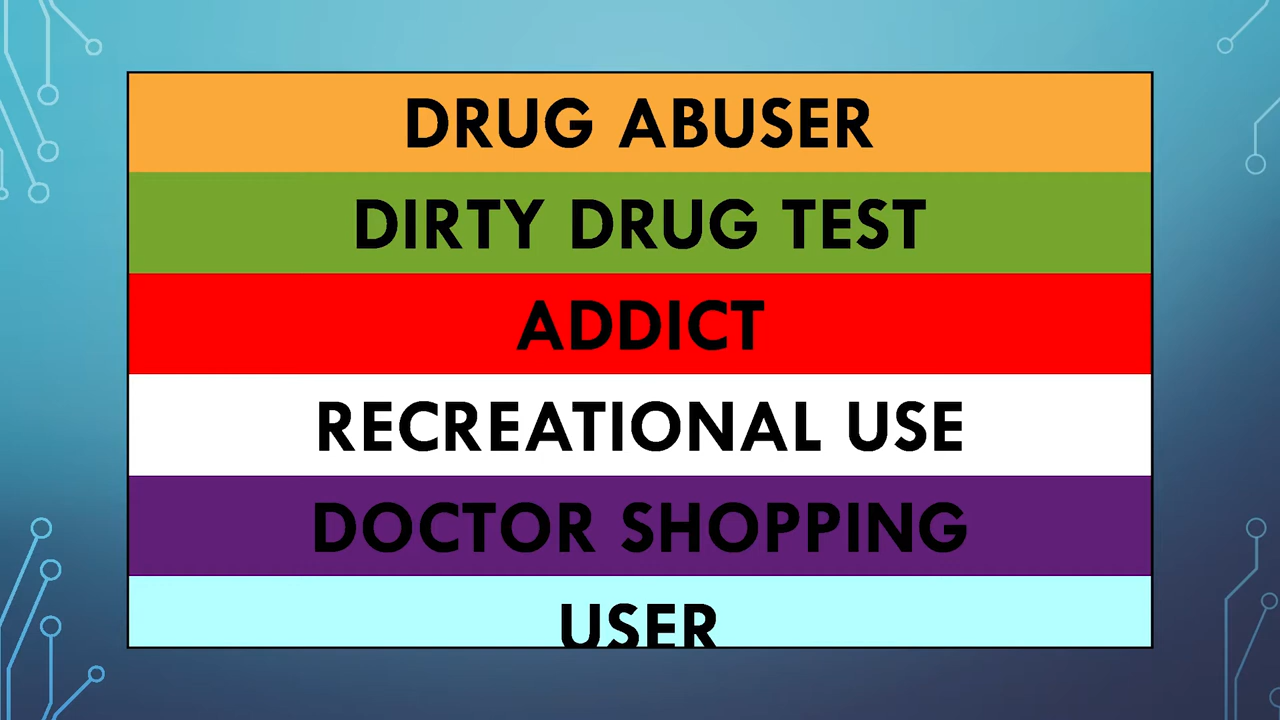 DRUG ABUSER
DIRTY DRUG TEST
ADDICT
RECREATIONAL USE
DOCTOR SHOPPING
USER